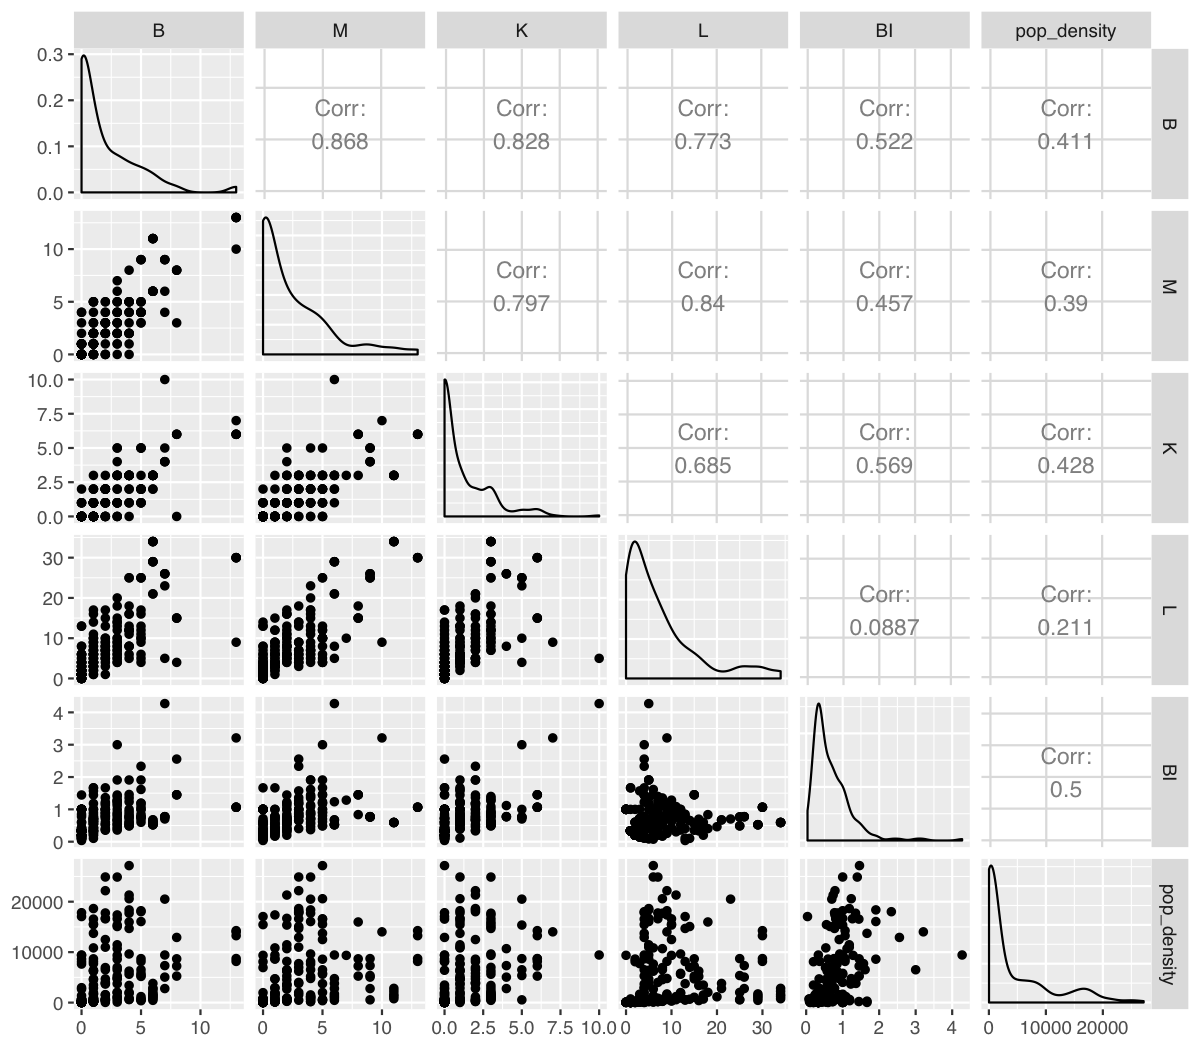 B M K L BI pop_density
0.3
0.2
0.1
0.0
Corr: Corr: Corr: Corr: Corr:
0.868 0.828 0.773 0.522 0.411
B
10
5
0
Corr: Corr: Corr: Corr:
0.797 0.84 0.457 0.39
M
10.0
7.5
5.0
2.5
0.0
Corr: Corr: Corr:
0.685 0.569 0.428
K
30
20
10
0
Corr: Corr:
0.0887 0.211
L
4
3
2
1
0
Corr:
0.5
BI
20000
10000
0
pop_density
0 5 10 0 5 10 0.0 2.5 5.0 7.5 10.0 0 10 20 30 0 1 2 3 4 0 10000 20000